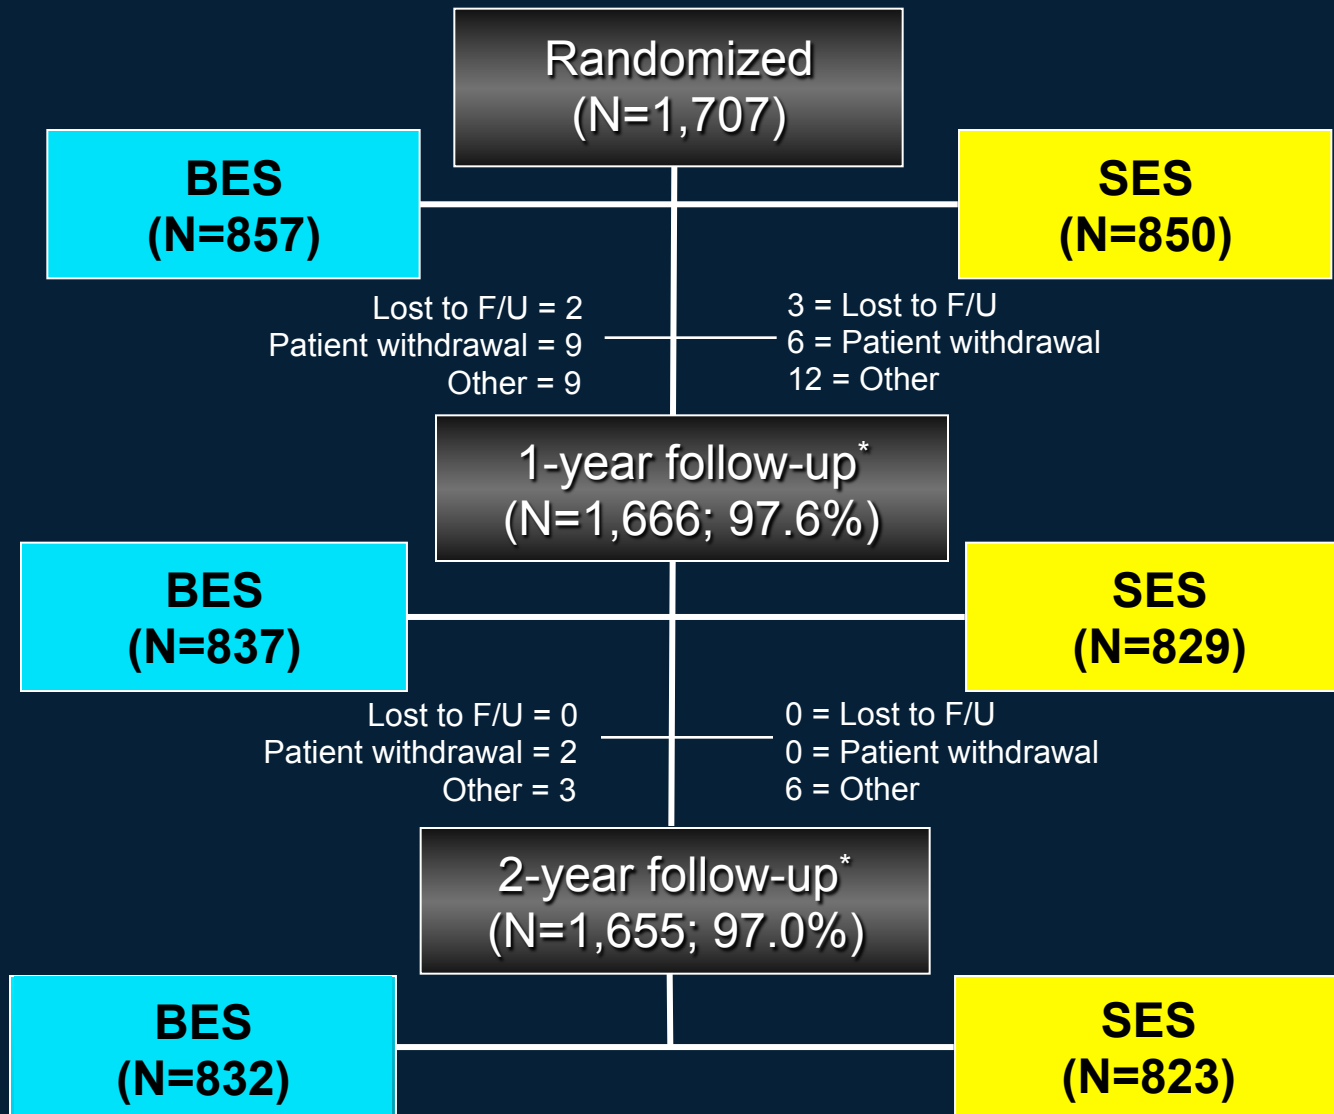 Randomized
(N=1,707)
BES
(N=857)
SES
(N=850)
Lost to F/U = 2
Patient withdrawal = 9
Other = 9
3 = Lost to F/U
6 = Patient withdrawal
12 = Other
1-year follow-up*
(N=1,666; 97.6%)
BES
(N=837)
SES
(N=829)
Lost to F/U = 0
Patient withdrawal = 2
Other = 3
0 = Lost to F/U
0 = Patient withdrawal
6 = Other
2-year follow-up*
(N=1,655; 97.0%)
BES
(N=832)
SES
(N=823)